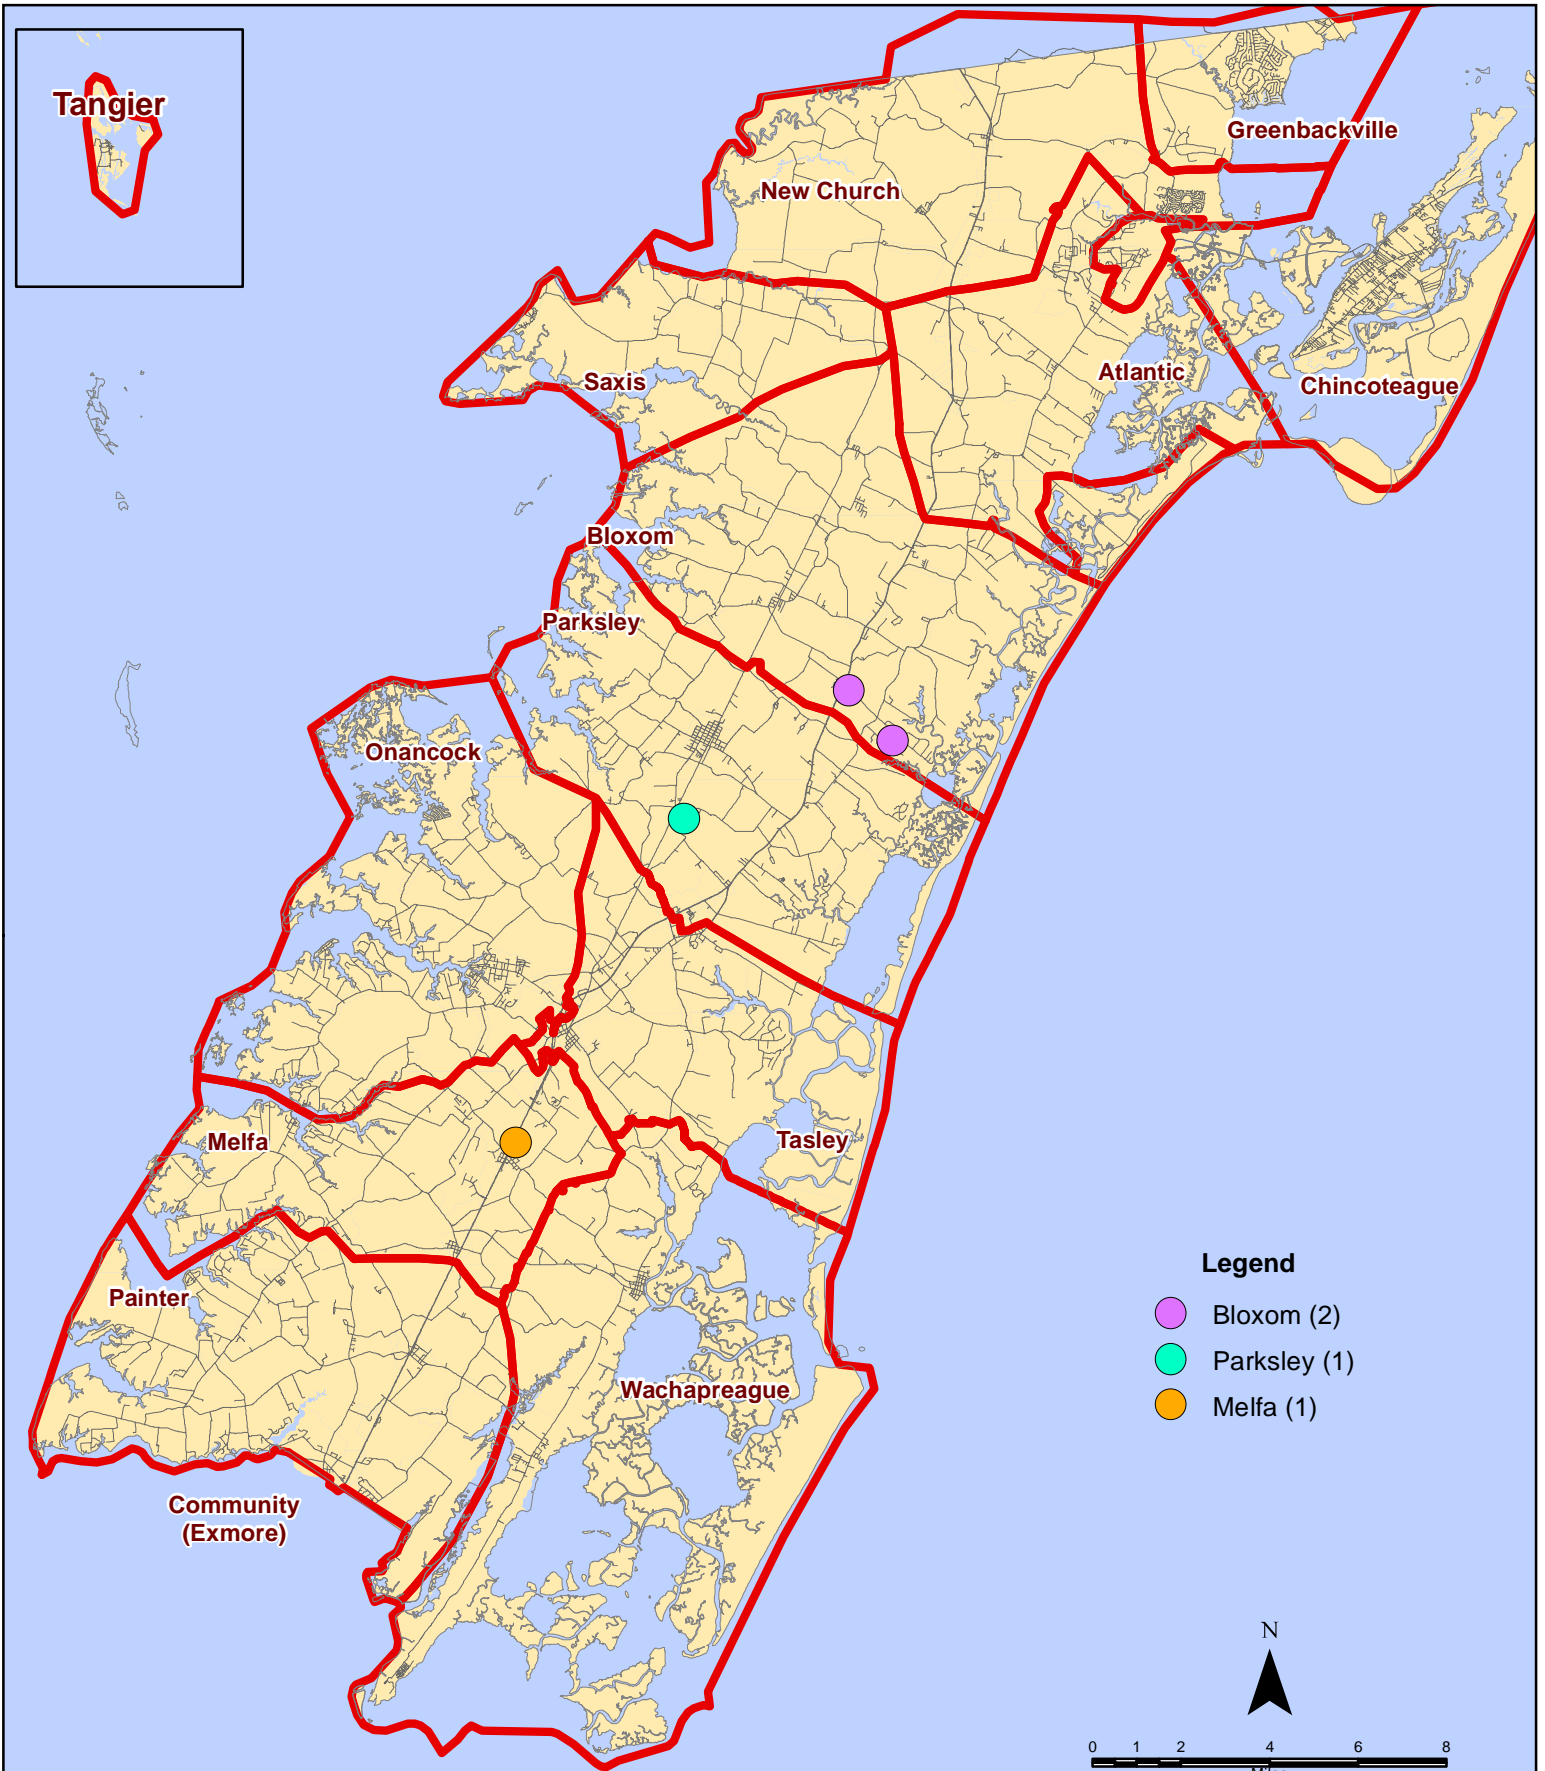 Tangier
Greenbackville
New Church
Atlantic
Chincoteague
Saxis
Bloxom
Parksley
Onancock
Melfa
Tasley
Painter
Wachapreague
Community
(Exmore)
Legend
Bloxom (2)
Parksley (1)
Melfa (1)
N
0 1 2 4 6 8